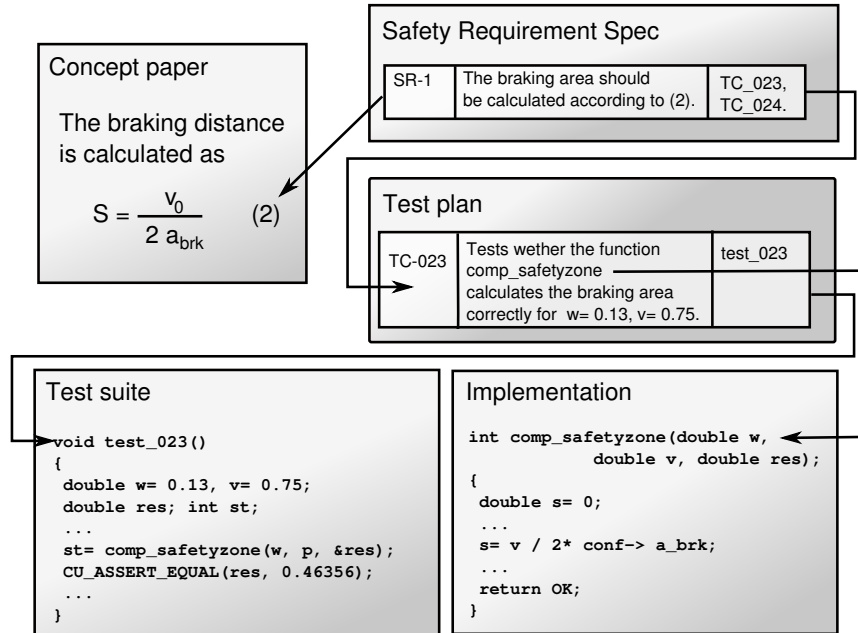 Concept paper
The braking distance
is calculated as
S = v0 / 2 abrk (2)
Safety Requirement Spec
SR-1 The braking area should be calculated according to (2). TC_023, TC_024.
Test plan
TC-023 Tests wether the function comp_safetyzone calculates the braking area correctly for w= 0.13, v= 0.75. test_023
Test suite
void test_023()
{
double w= 0.13, v= 0.75;
double res; int st;
...
st= comp_safetyzone(w, p, &res);
CU_ASSERT_EQUAL(res, 0.46356);
...
}
Implementation
int comp_safetyzone(double w,
double v, double res);
{
double s= 0;
...
s= v / 2* conf-> a_brk;
...
return OK;
}